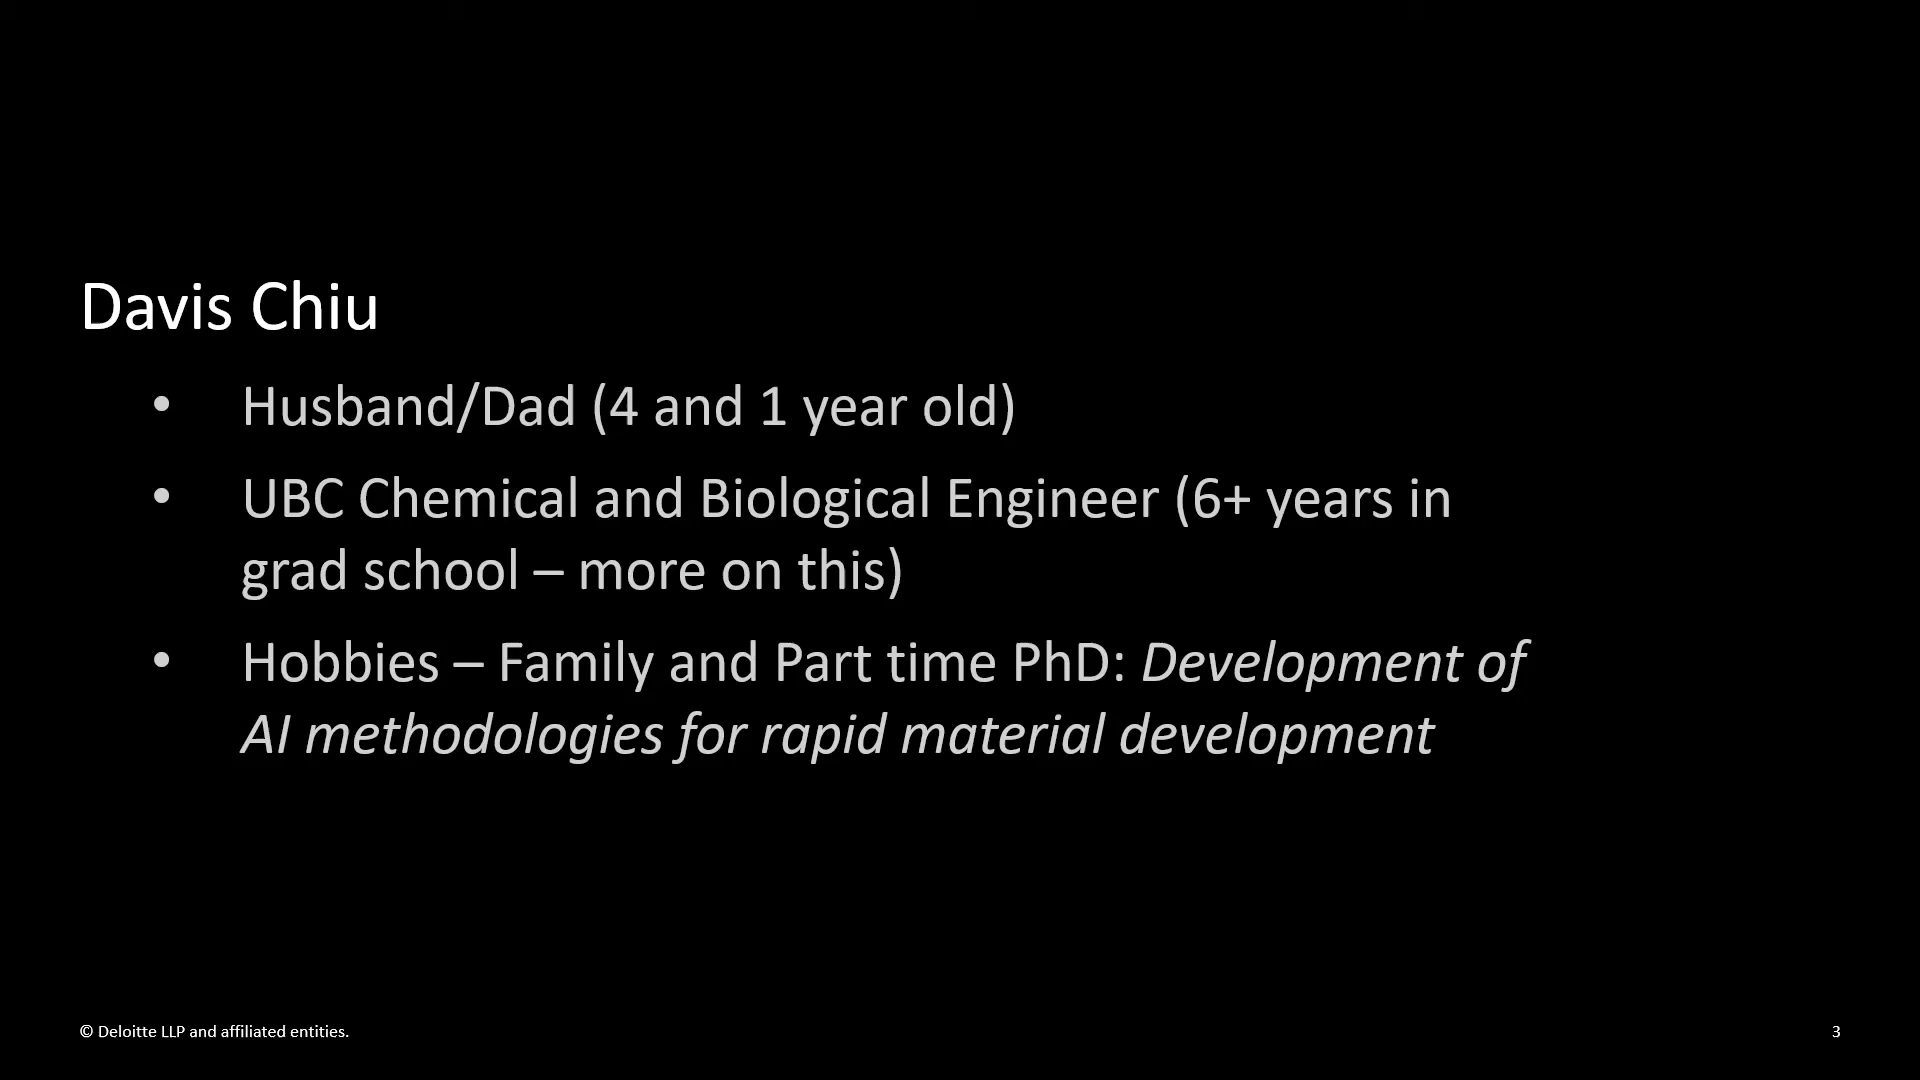 Davis Chiu
• Husband/Dad (4 and 1 year old)
• UBC Chemical and Biological Engineer (6+ years in
grad school – more on this)
• Hobbies – Family and Part time PhD: Development of
AI methodologies for rapid material development
© Deloitte LLP and affiliated entities.
3